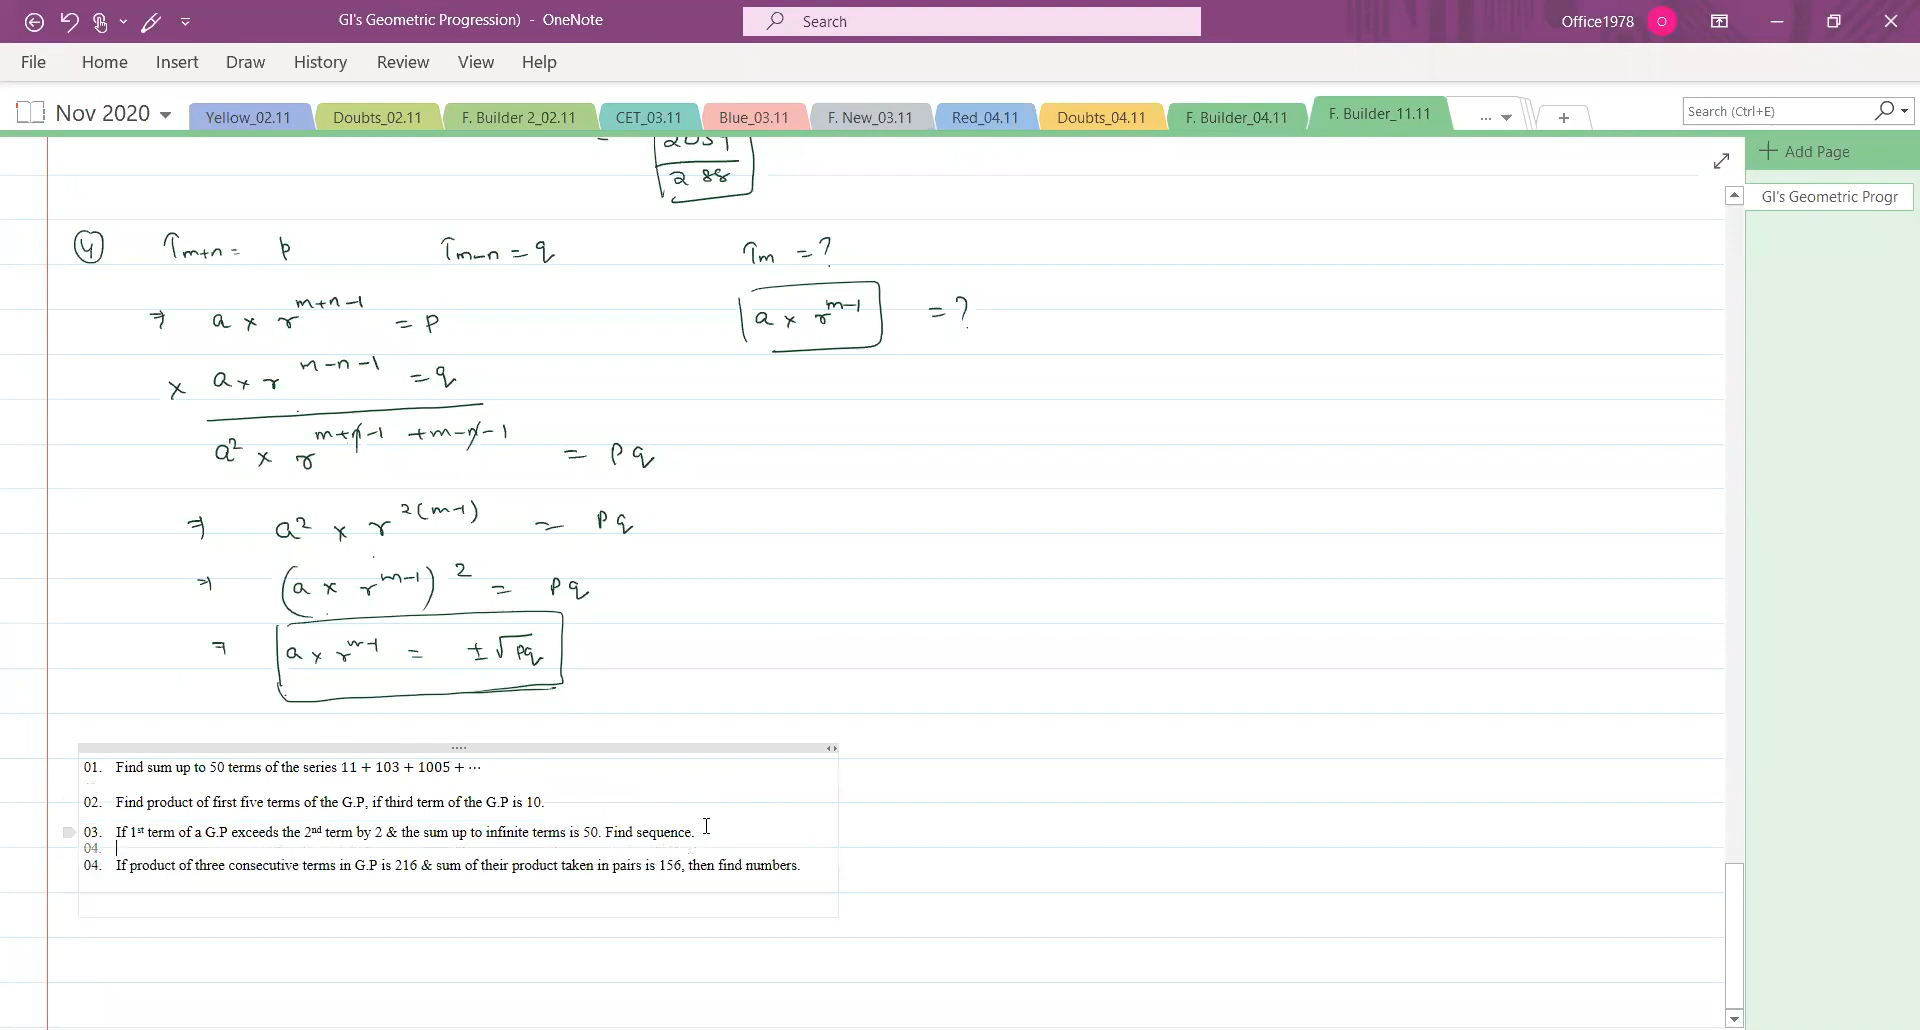 GI's Geometric Progression) - OneNote
Search
Office1978
File Home Insert Draw History Review View Help
Nov 2020
Yellow_02.11 Doubts_02.11 F. Builder 2_02.11 CET_03.11 Blue_03.11 F. New_03.11 Red_04.11 Doubts_04.11 F. Builder_04.11 F. Builder_11.11 ...
Search (Ctrl+E)
Add Page
GI's Geometric Progr
=
288
④ Tm+n = p Tm-n = q Tm = ?
⇒ a × r^m+n-1 = p a × r^m-1 = ?
× a × r^m-n-1 = q
a² × r^m+n-1+m-n-1 = pq
⇒ a² × r^2(m-1) = pq
⇒ (a × r^m-1)² = pq
⇒ a × r^m-1 = ±√pq
01. Find sum up to 50 terms of the series 11 + 103 + 1005 + ⋯
02. Find product of first five terms of the G.P, if third term of the G.P is 10.
03. If 1st term of a G.P exceeds the 2nd term by 2 & the sum up to infinite terms is 50. Find sequence.
04.
04. If product of three consecutive terms in G.P is 216 & sum of their product taken in pairs is 156, then find numbers.